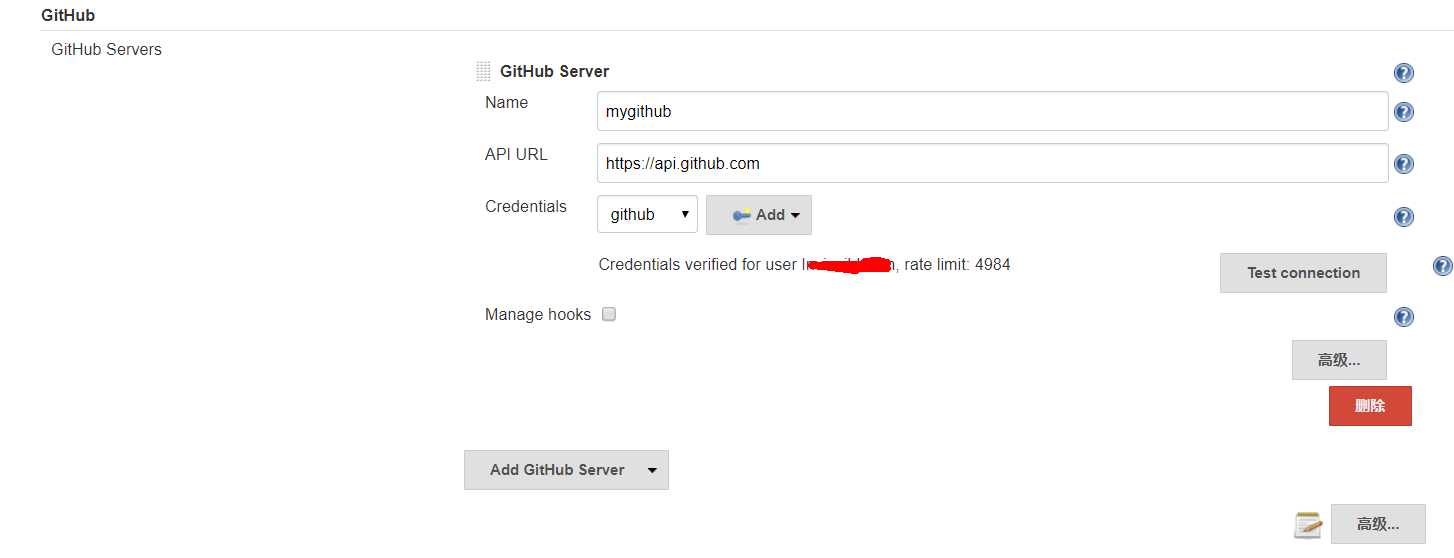 GitHub
GitHub Servers
GitHub Server
Name
mygithub
API URL
https://api.github.com
Credentials
github
Add
Credentials verified for user , rate limit: 4984
Test connection
Manage hooks
高级...
删除
Add GitHub Server
高级...